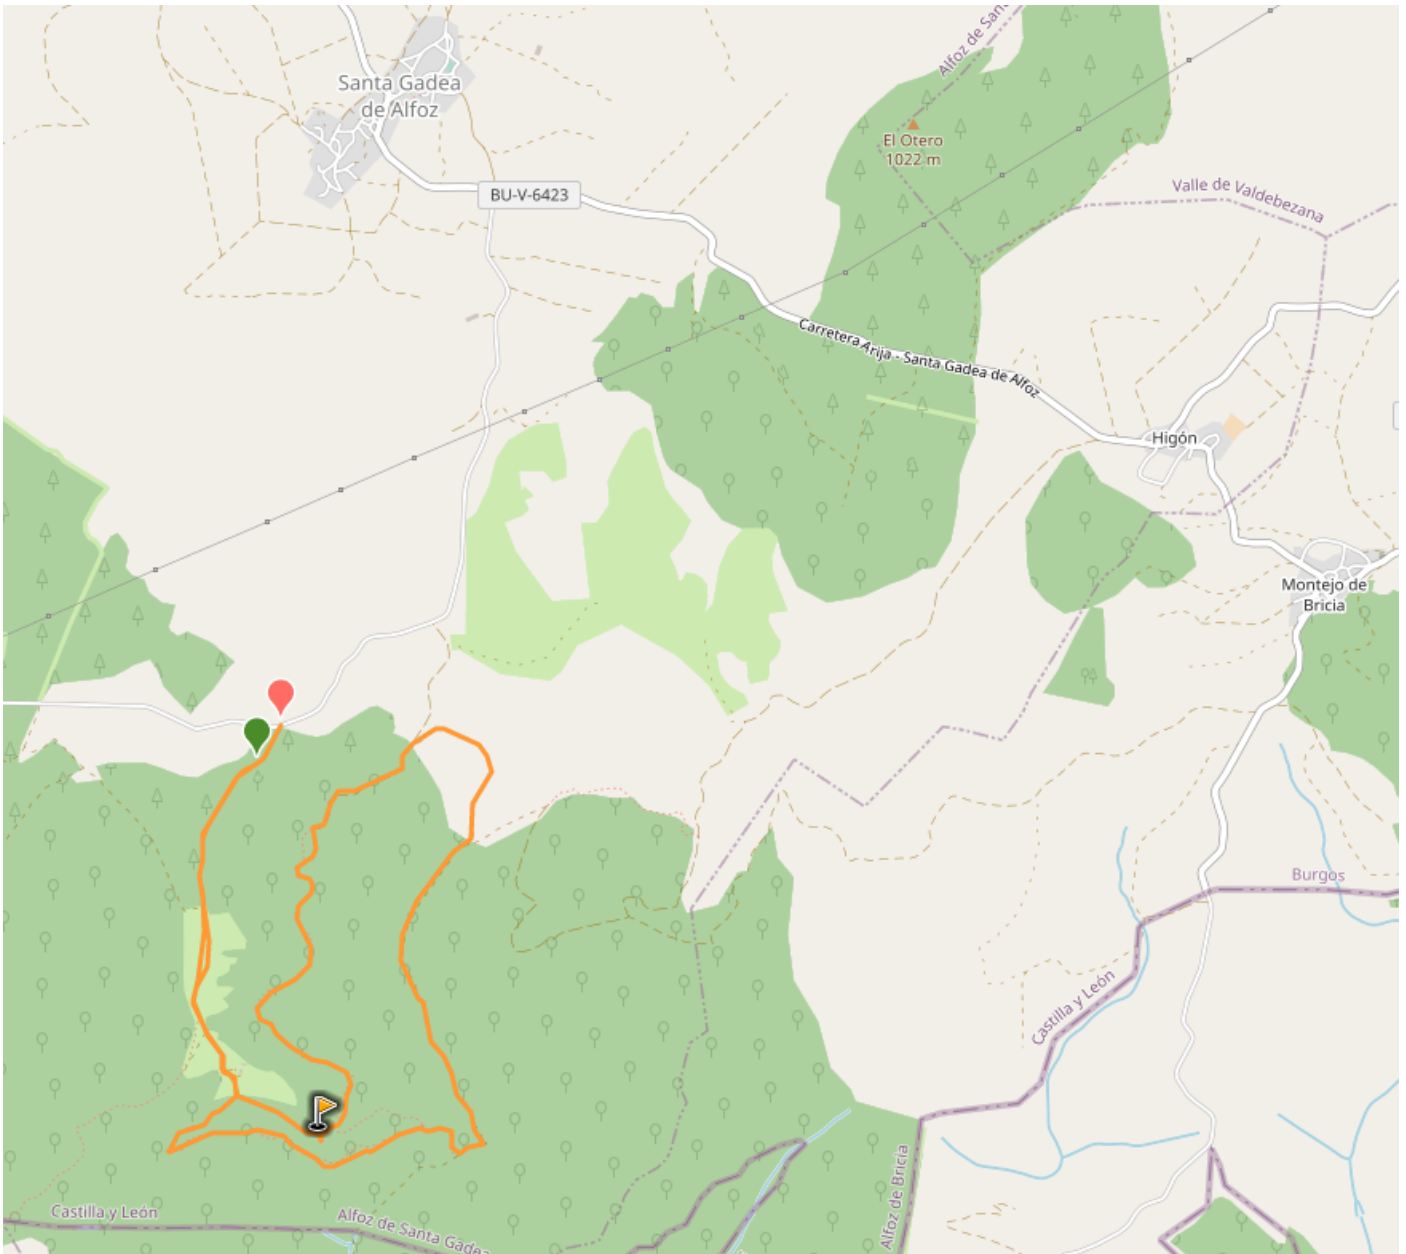 Alfoz de San
Santa Gadea
de Alfoz
El Otero
1022 m
BU-V-6423
Valle de Valdebezana
Carretera Arija - Santa Gadea de Alfoz
Higón
Montejo de
Bricia
Burgos
Castilla y León
Alfoz de Bricia
Castilla y León
Alfoz de Santa Gadea